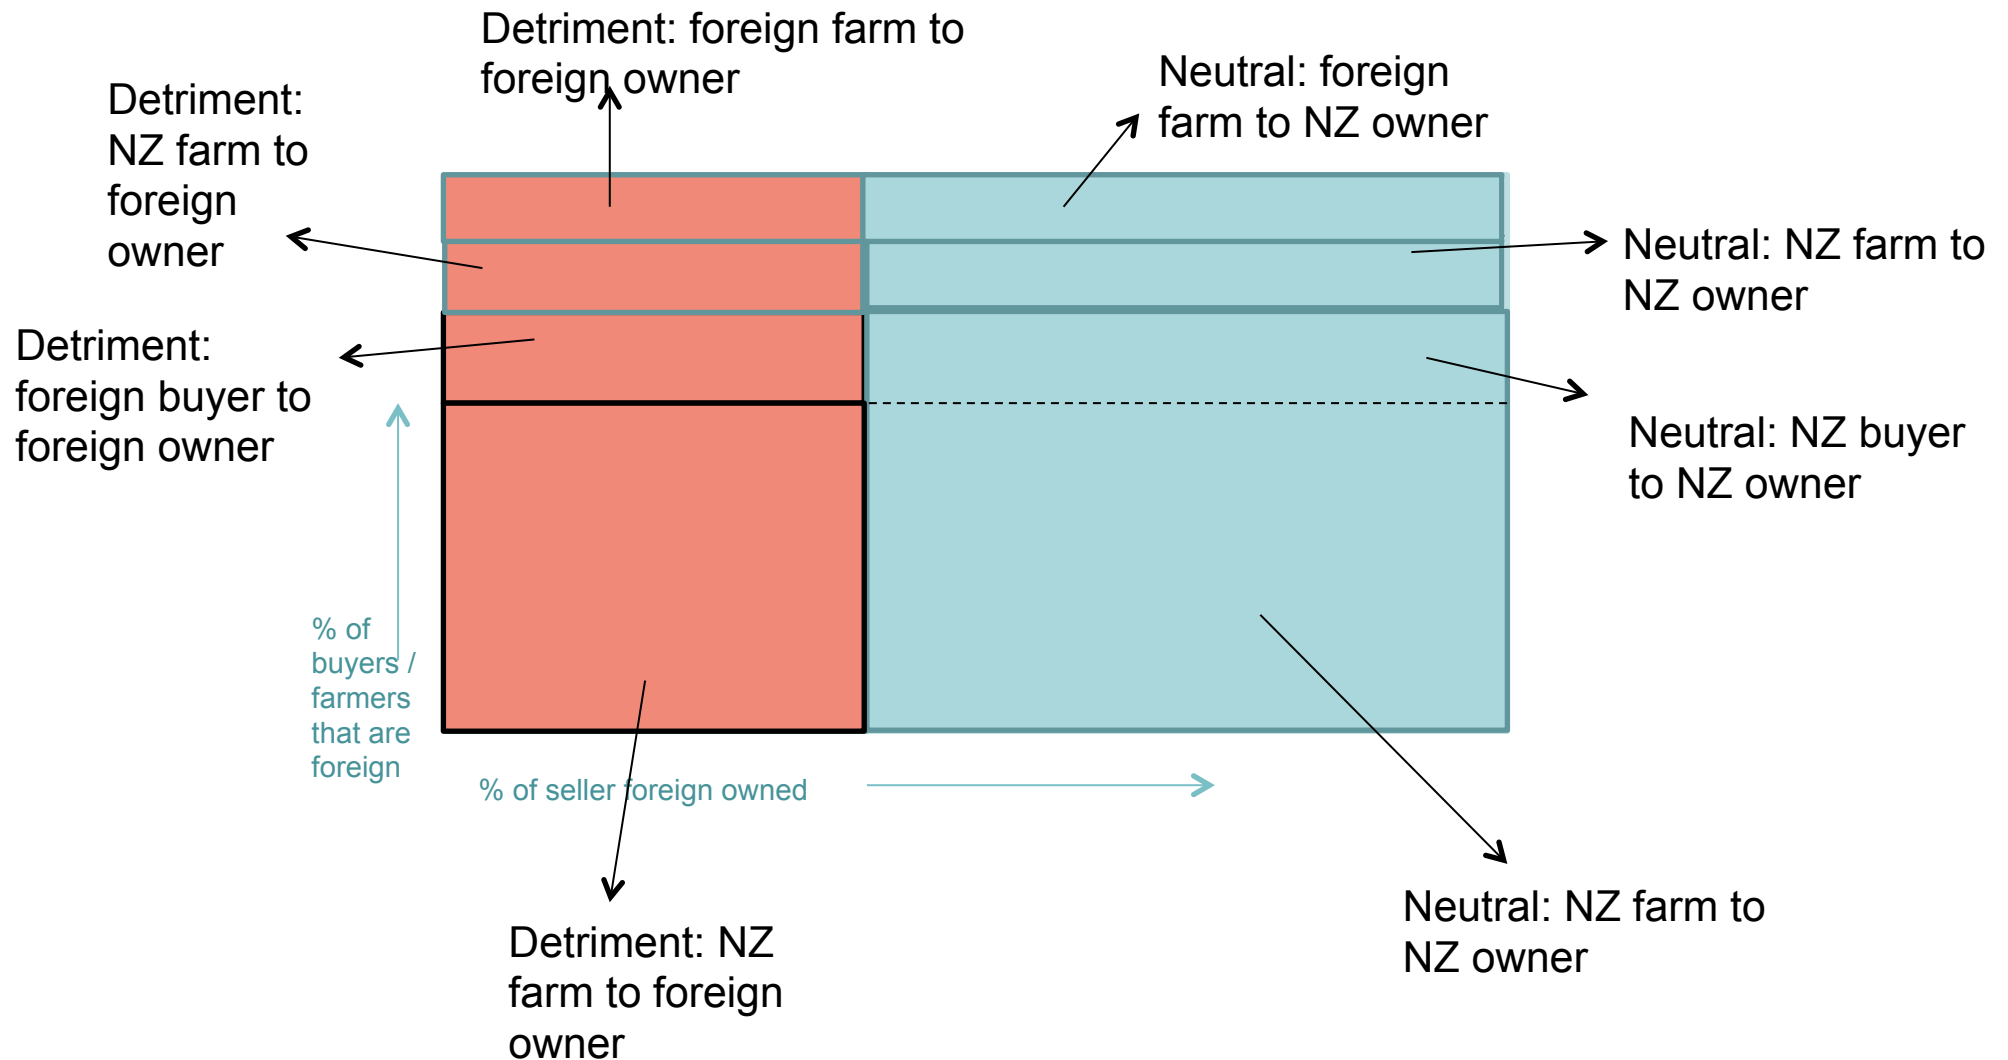 Detriment: foreign farm to
foreign owner
Neutral: foreign
farm to NZ owner
Detriment:
NZ farm to
foreign
owner
Neutral: NZ farm to
NZ owner
Detriment:
foreign buyer to
foreign owner
Neutral: NZ buyer
to NZ owner
% of
buyers /
farmers
that are
foreign
% of seller foreign owned
Neutral: NZ farm to
NZ owner
Detriment: NZ
farm to foreign
owner